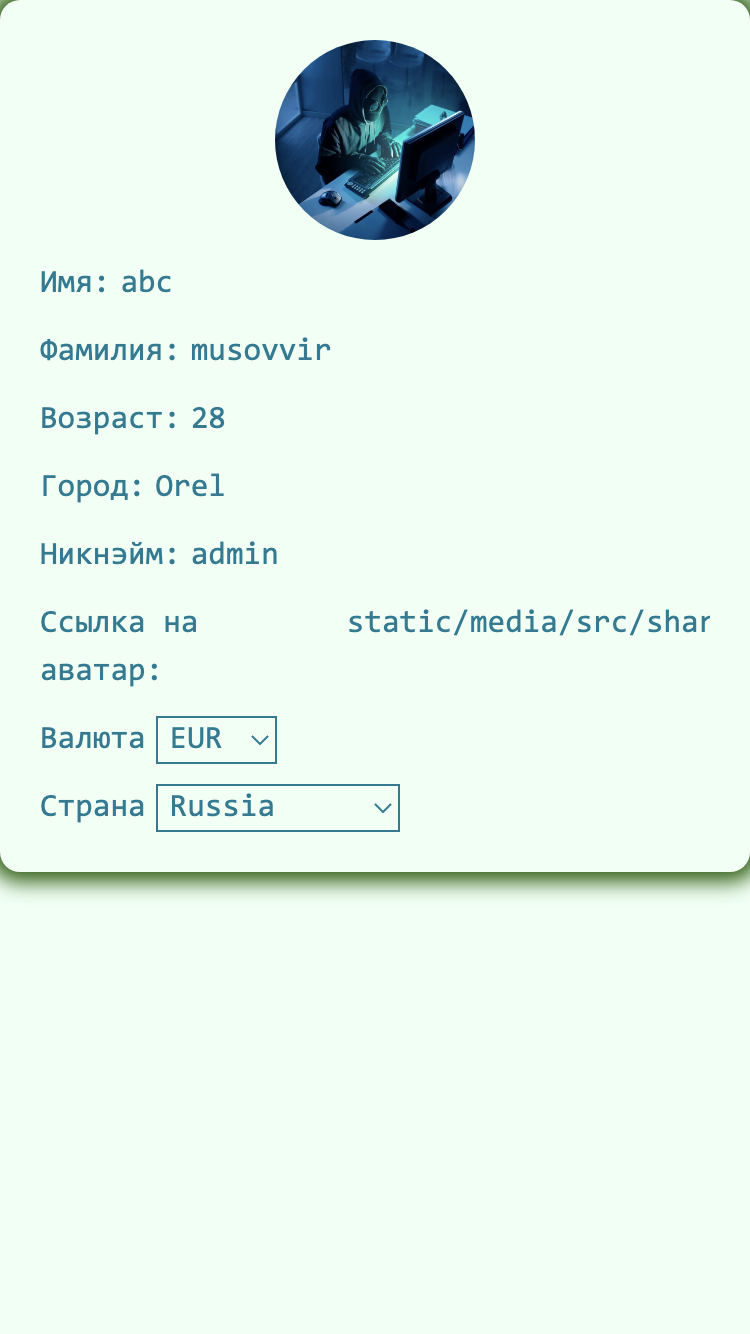 Имя: abc
Фамилия: musovvir
Возраст: 28
Город: Orel
Никнэйм: admin
Ссылка на static/media/src/shar
аватар:
Валюта EUR
Страна Russia